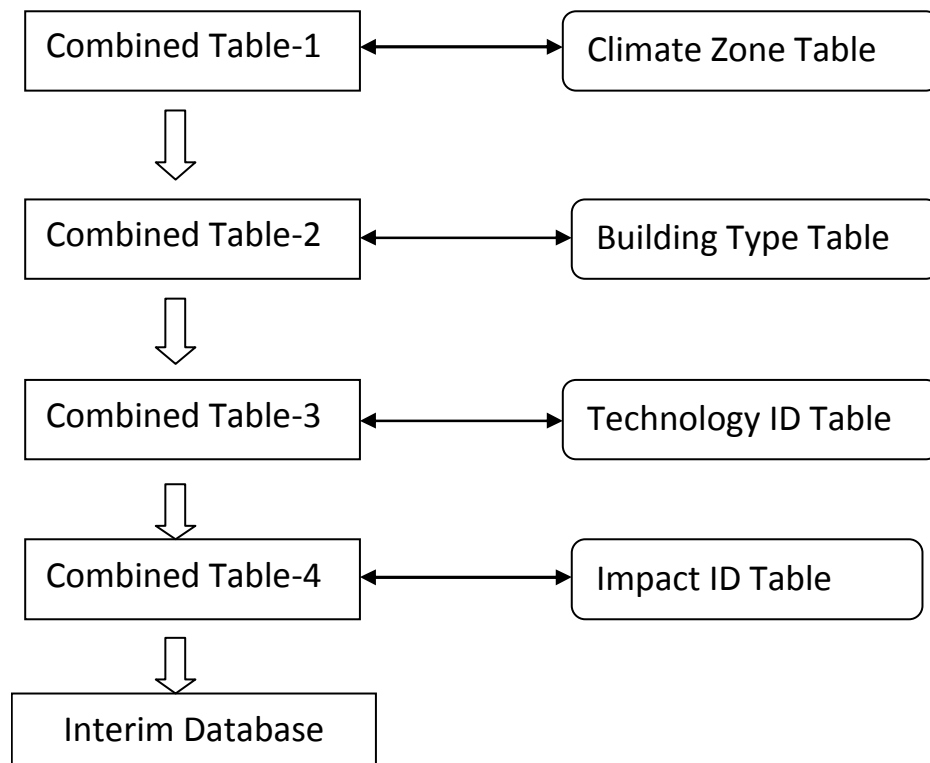 Combined Table-1
Climate Zone Table
Combined Table-2
Building Type Table
Combined Table-3
Technology ID Table
Combined Table-4
Impact ID Table
Interim Database